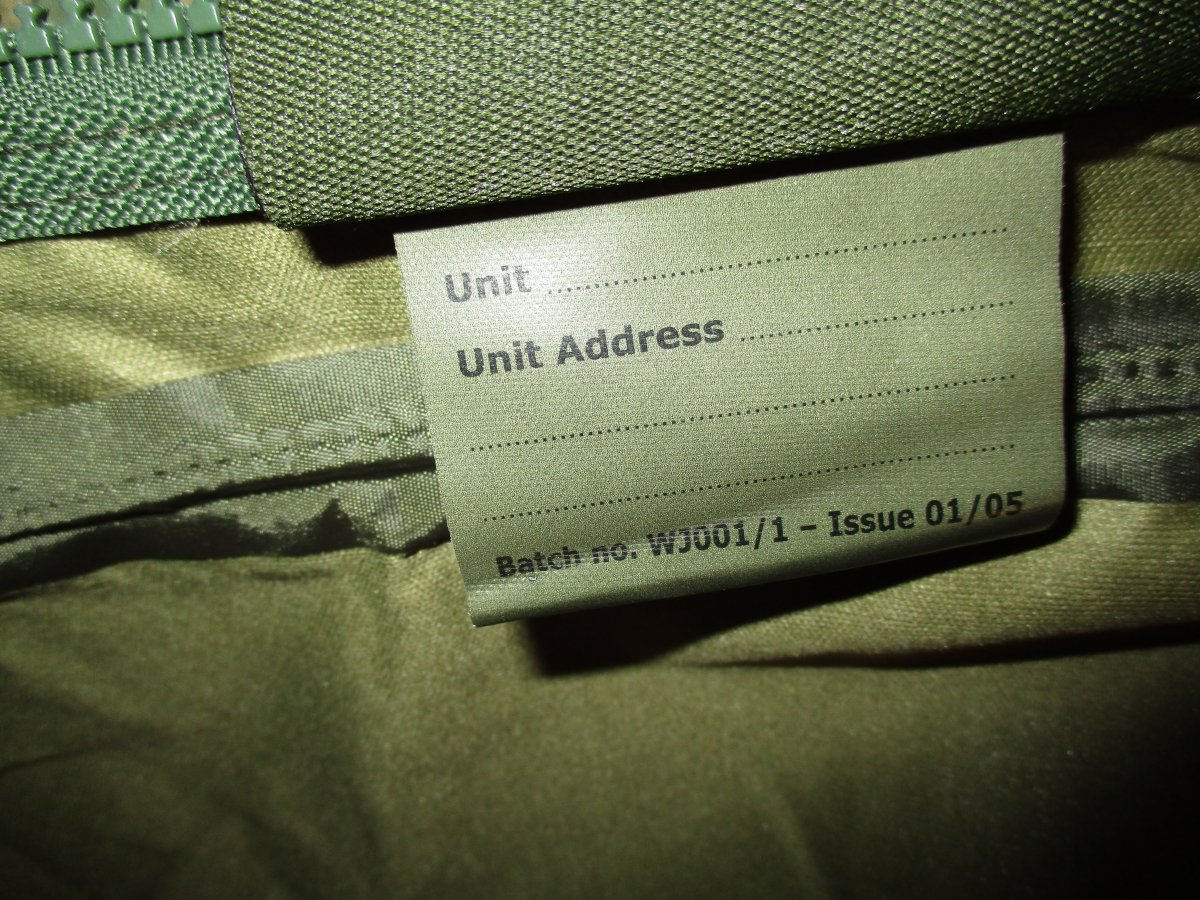 Unit ................................................................
Unit Address ......................................
................................................................................
................................................................................
Batch no. WJ001/1 – Issue 01/05